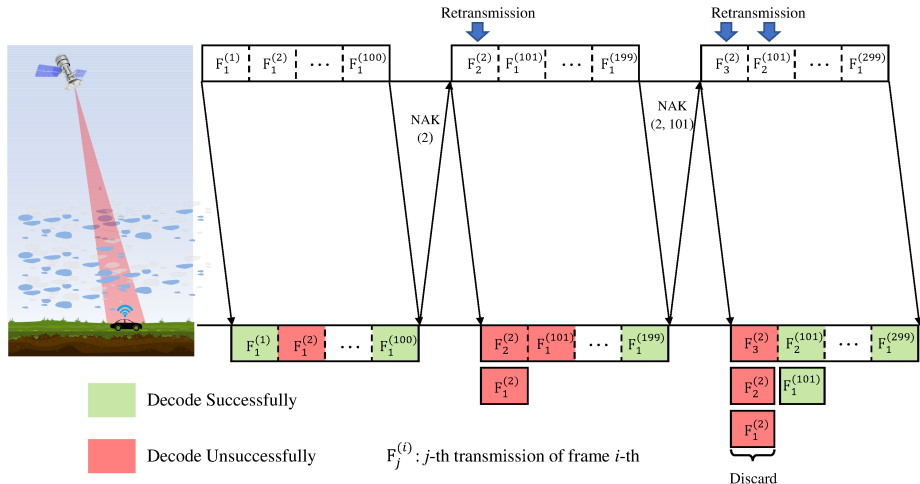 Retransmission Retransmission
F₁⁽¹⁾ F₁⁽²⁾ ⋯ F₁⁽¹⁰⁰⁾ F₂⁽²⁾ F₁⁽¹⁰¹⁾ ⋯ F₁⁽¹⁹⁹⁾ F₃⁽²⁾ F₂⁽¹⁰¹⁾ ⋯ F₁⁽²⁹⁹⁾
NAK NAK
(2) (2, 101)
F₁⁽¹⁾ F₁⁽²⁾ ⋯ F₁⁽¹⁰⁰⁾ F₂⁽²⁾ F₁⁽¹⁰¹⁾ ⋯ F₁⁽¹⁹⁹⁾ F₃⁽²⁾ F₂⁽¹⁰¹⁾ ⋯ F₁⁽²⁹⁹⁾
F₁⁽²⁾ F₂⁽²⁾ F₁⁽¹⁰¹⁾
Decode Successfully
F₁⁽²⁾
Decode Unsuccessfully
Fⱼ⁽ⁱ⁾: j-th transmission of frame i-th
Discard